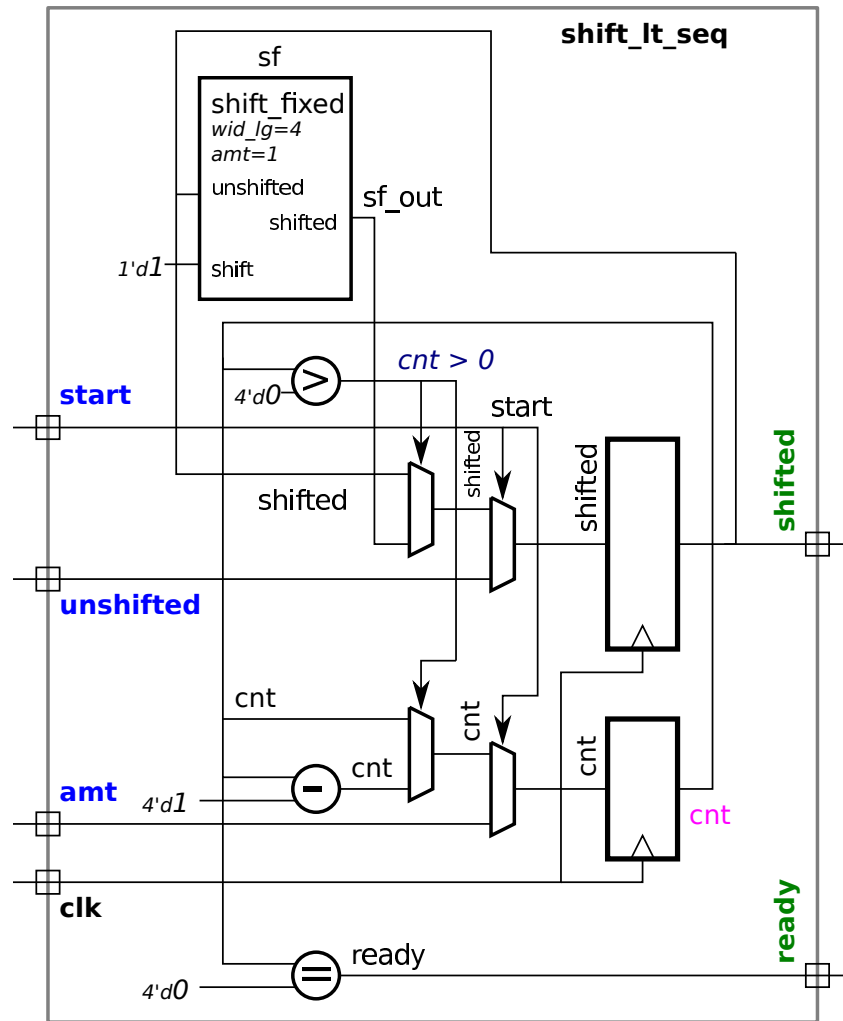 shift_lt_seq
sf
shift_fixed
wid_lg=4
amt=1
unshifted
shifted
sf_out
1'd1
shift
cnt > 0
>
4'd0
start
start
shifted
shifted
shifted
shifted
unshifted
cnt
cnt
cnt
cnt
-
amt
4'd1
cnt
clk
ready
ready
=
4'd0